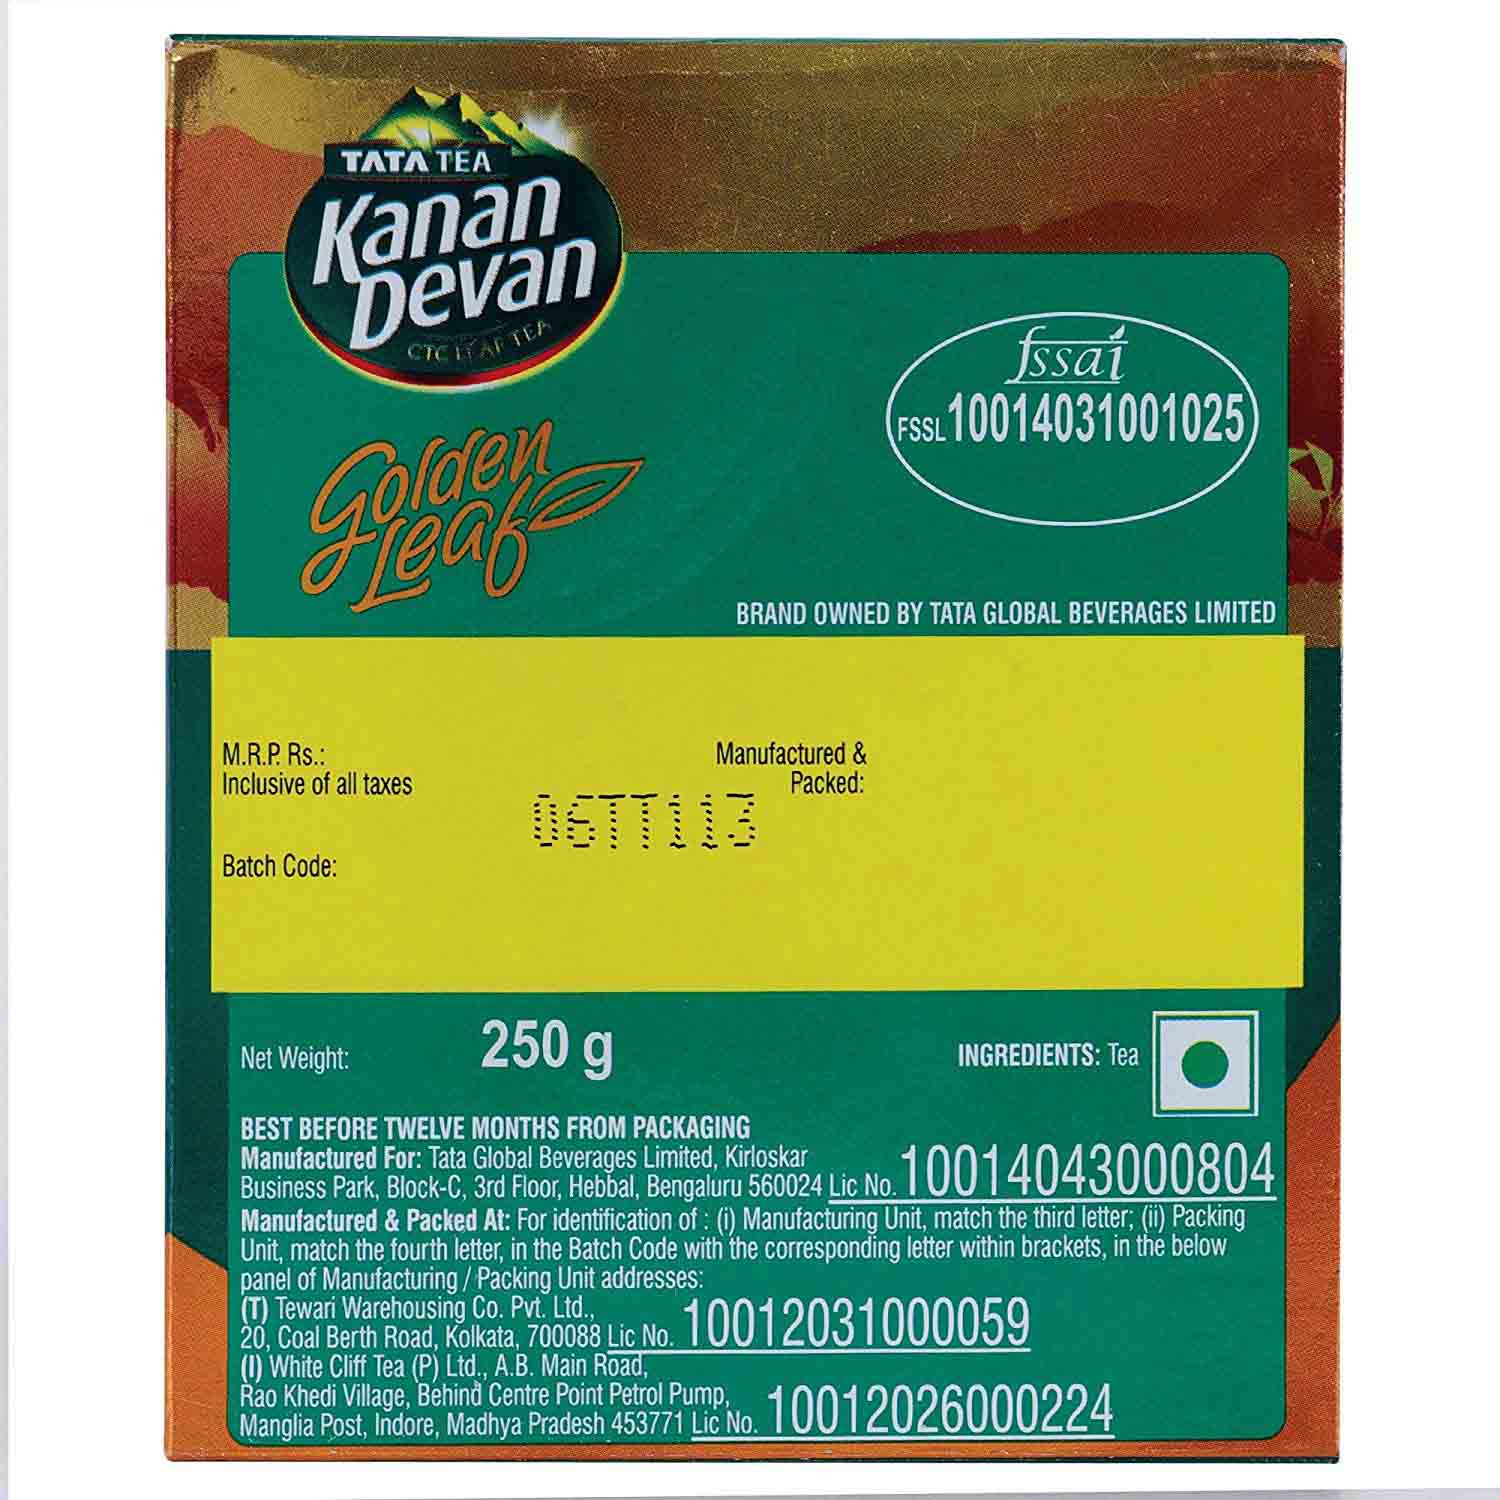 TATA TEA
Kanan
Devan
CTC LEAF TEA
Golden
Leaf
fssai
FSSL 10014031001025
BRAND OWNED BY TATA GLOBAL BEVERAGES LIMITED
M.R.P. Rs.:
Inclusive of all taxes
Manufactured &
Packed:
06TT113
Batch Code:
Net Weight: 250 g
INGREDIENTS: Tea
BEST BEFORE TWELVE MONTHS FROM PACKAGING
Manufactured For: Tata Global Beverages Limited, Kirloskar
Business Park, Block-C, 3rd Floor, Hebbal, Bengaluru 560024 Lic No. 10014043000804
Manufactured & Packed At: For identification of : (i) Manufacturing Unit, match the third letter; (ii) Packing
Unit, match the fourth letter, in the Batch Code with the corresponding letter within brackets, in the below
panel of Manufacturing / Packing Unit addresses:
(T) Tewari Warehousing Co. Pvt. Ltd.,
20, Coal Berth Road, Kolkata, 700088 Lic No. 10012031000059
(I) White Cliff Tea (P) Ltd., A.B. Main Road,
Rao Khedi Village, Behind Centre Point Petrol Pump,
Manglia Post, Indore, Madhya Pradesh 453771 Lic No. 10012026000224